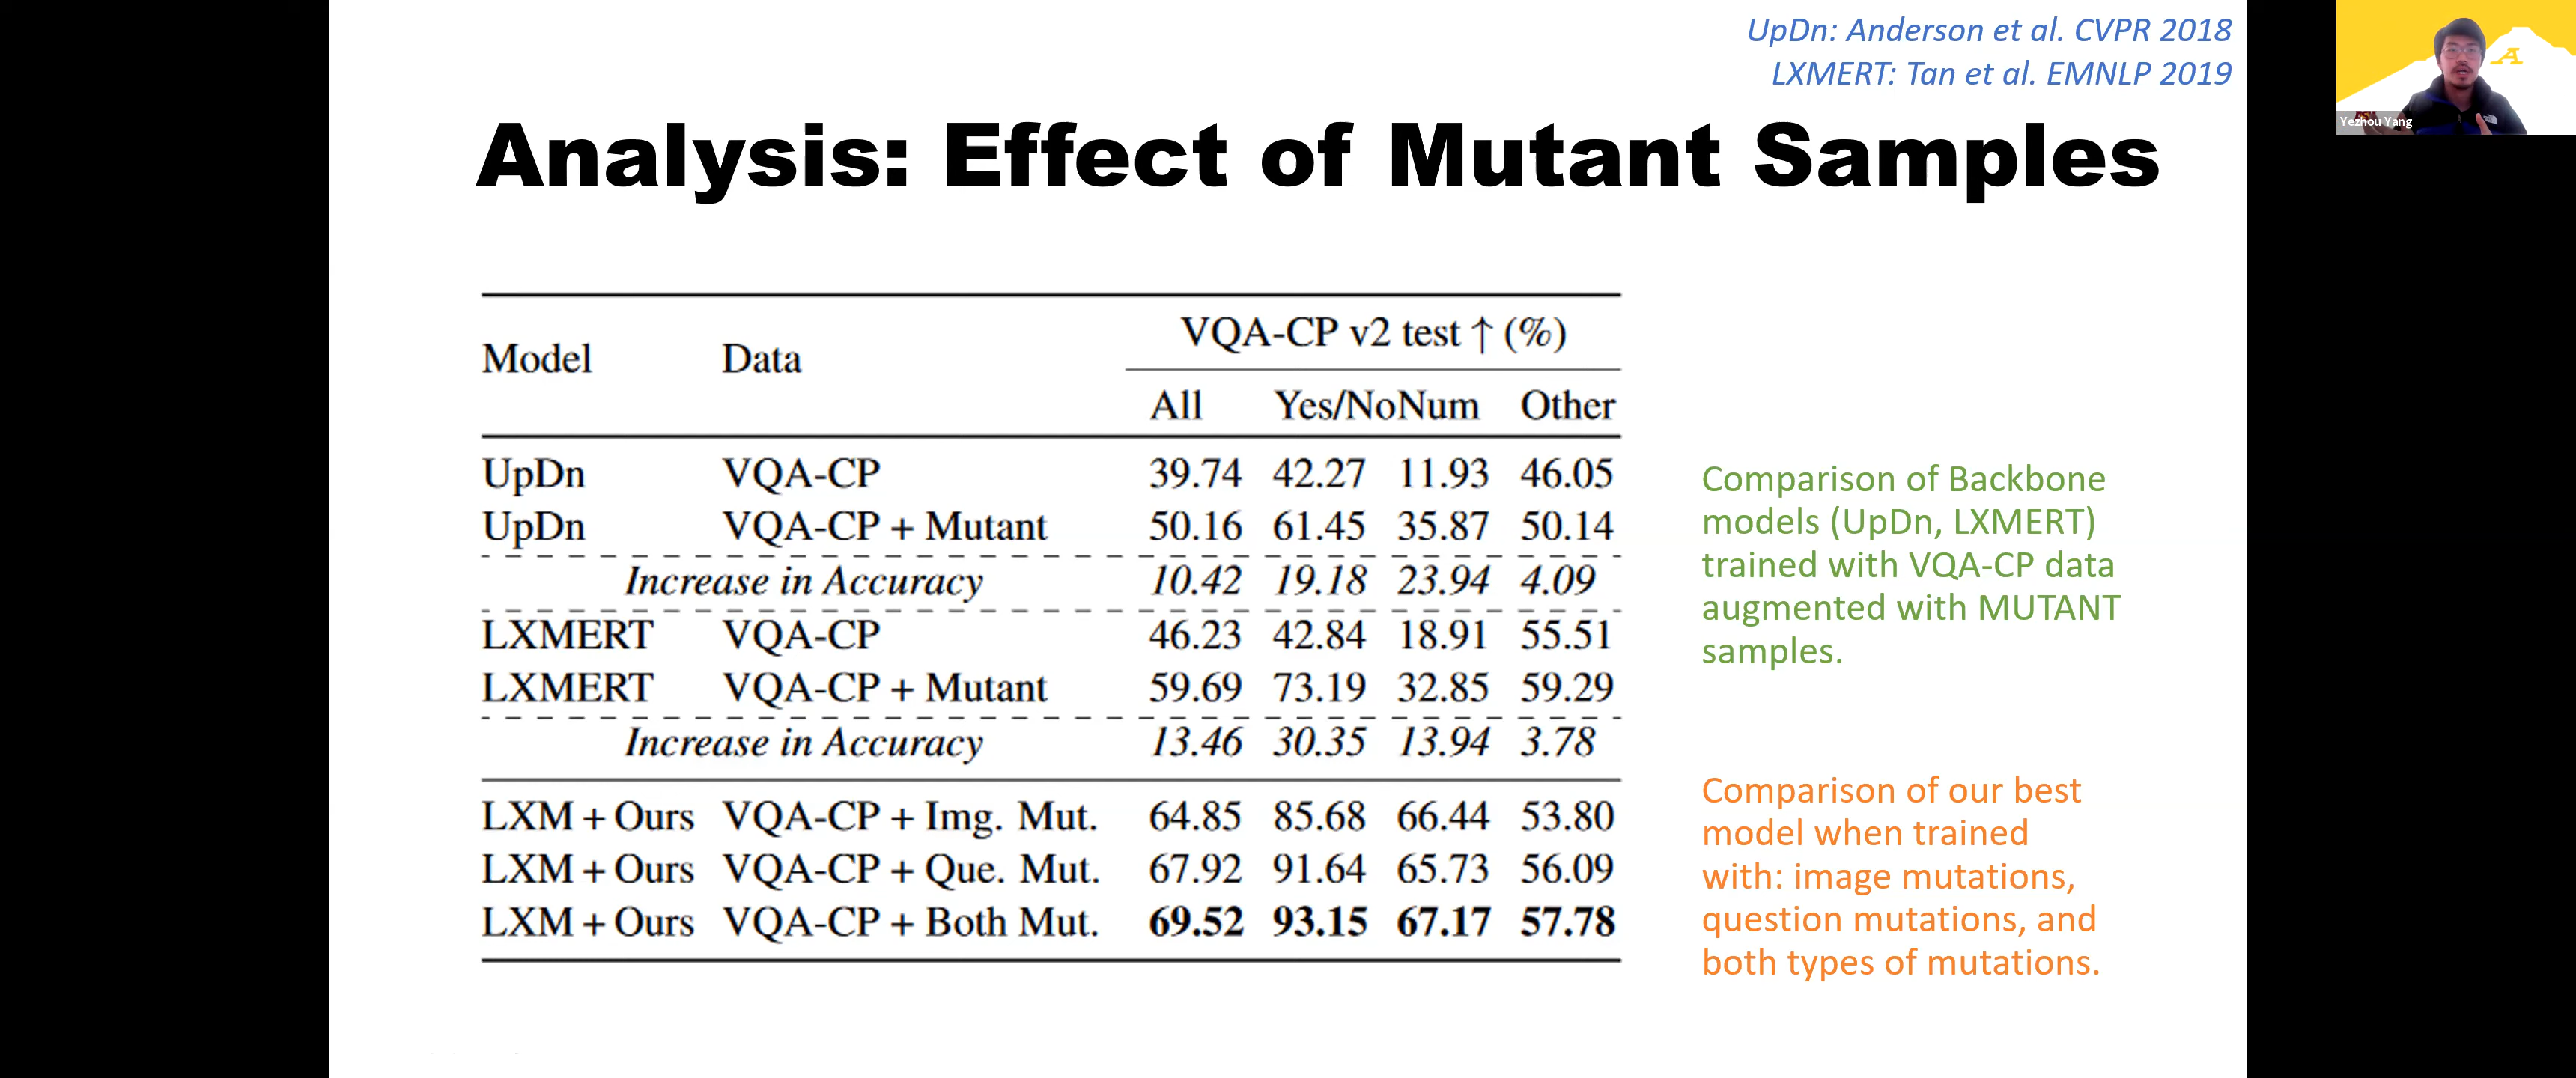 UpDn: Anderson et al. CVPR 2018
LXMERT: Tan et al. EMNLP 2019
A
Yezhou Yang
Analysis: Effect of Mutant Samples
Model Data VQA-CP v2 test ↑ (%)
All Yes/No Num Other
UpDn VQA-CP 39.74 42.27 11.93 46.05
UpDn VQA-CP + Mutant 50.16 61.45 35.87 50.14
Increase in Accuracy 10.42 19.18 23.94 4.09
LXMERT VQA-CP 46.23 42.84 18.91 55.51
LXMERT VQA-CP + Mutant 59.69 73.19 32.85 59.29
Increase in Accuracy 13.46 30.35 13.94 3.78
LXM + Ours VQA-CP + Img. Mut. 64.85 85.68 66.44 53.80
LXM + Ours VQA-CP + Que. Mut. 67.92 91.64 65.73 56.09
LXM + Ours VQA-CP + Both Mut. 69.52 93.15 67.17 57.78
Comparison of Backbone
models (UpDn, LXMERT)
trained with VQA-CP data
augmented with MUTANT
samples.
Comparison of our best
model when trained
with: image mutations,
question mutations, and
both types of mutations.